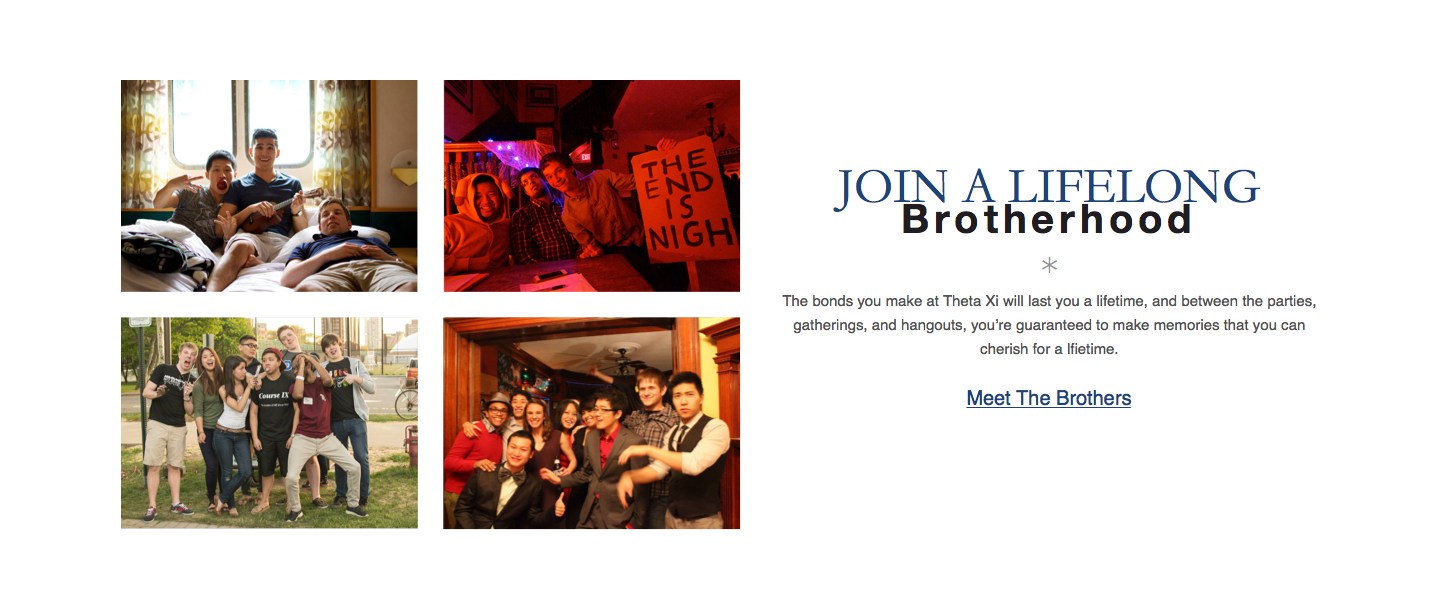 THE
END
IS
NIGH
EXIT
Course IX
JOIN A LIFELONG
Brotherhood
The bonds you make at Theta Xi will last you a lifetime, and between the parties,
gatherings, and hangouts, you’re guaranteed to make memories that you can
cherish for a lfietime.
Meet The Brothers